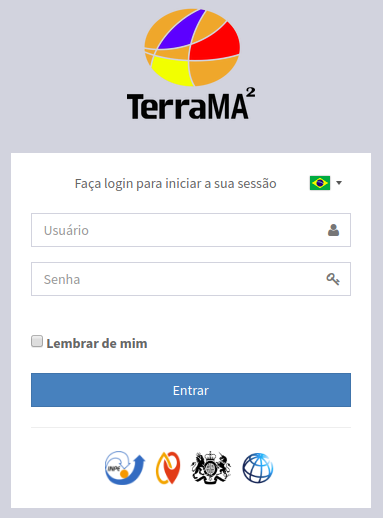 TerraMA²
Faça login para iniciar a sua sessão
Usuário
Senha
Lembrar de mim
Entrar
INPE